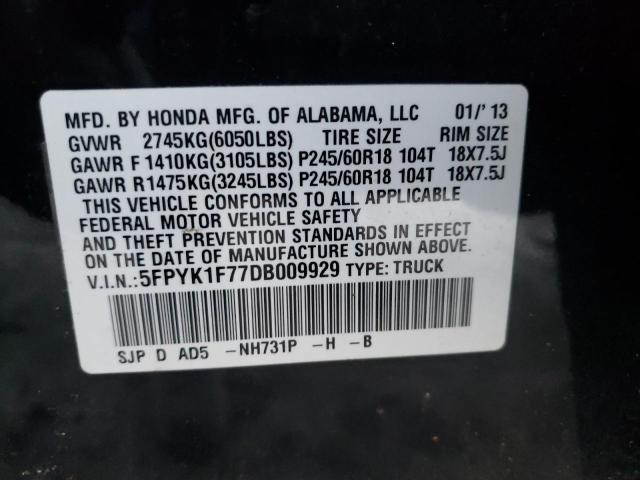 MFD. BY HONDA MFG. OF ALABAMA, LLC 01/' 13
GVWR 2745KG(6050LBS) TIRE SIZE RIM SIZE
GAWR F 1410KG(3105LBS) P245/60R18 104T 18X7.5J
GAWR R1475KG(3245LBS) P245/60R18 104T 18X7.5J
THIS VEHICLE CONFORMS TO ALL APPLICABLE
FEDERAL MOTOR VEHICLE SAFETY
AND THEFT PREVENTION STANDARDS IN EFFECT
ON THE DATE OF MANUFACTURE SHOWN ABOVE.
V.I.N.:5FPYK1F77DB009929 TYPE: TRUCK
SJP D AD5 -NH731P -H -B